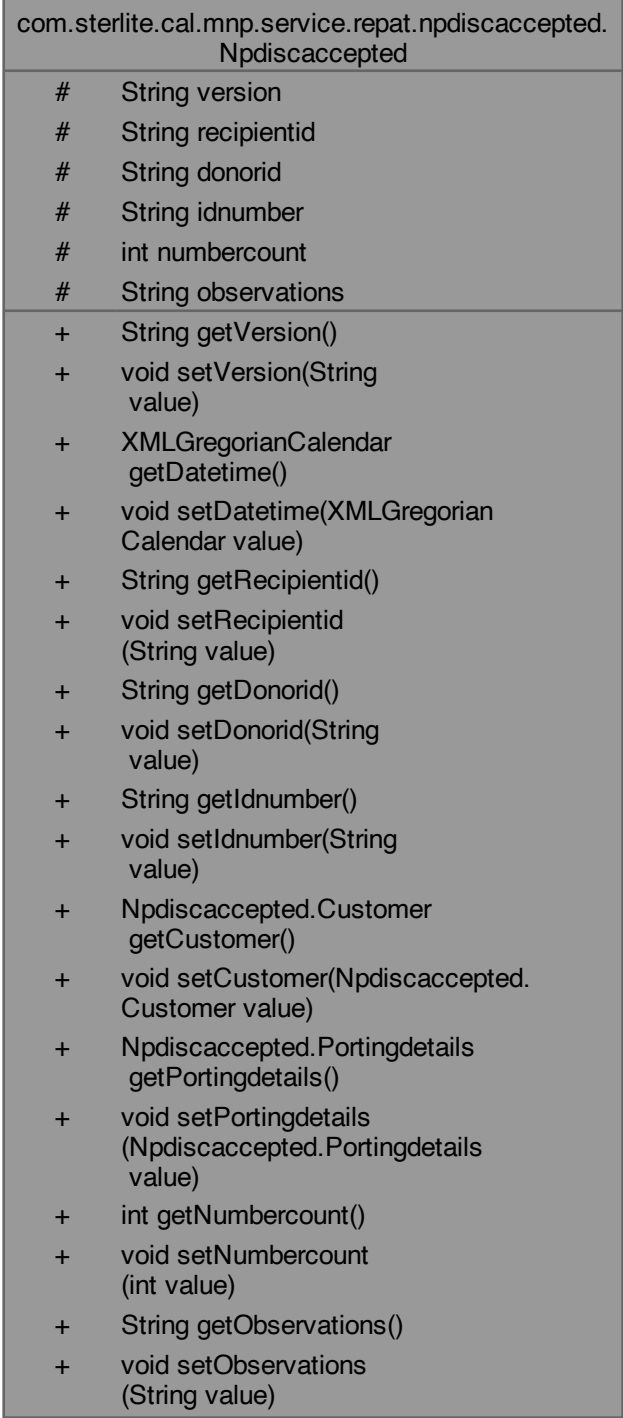 com.sterlite.cal.mnp.service.repat.npdiscaccepted.
Npdiscaccepted
# String version
# String recipientid
# String donorid
# String idnumber
# int numbercount
# String observations
+ String getVersion()
+ void setVersion(String
value)
+ XMLGregorianCalendar
getDatetime()
+ void setDatetime(XMLGregorian
Calendar value)
+ String getRecipientid()
+ void setRecipientid
(String value)
+ String getDonorid()
+ void setDonorid(String
value)
+ String getIdnumber()
+ void setIdnumber(String
value)
+ Npdiscaccepted.Customer
getCustomer()
+ void setCustomer(Npdiscaccepted.
Customer value)
+ Npdiscaccepted.Portingdetails
getPortingdetails()
+ void setPortingdetails
(Npdiscaccepted.Portingdetails
value)
+ int getNumbercount()
+ void setNumbercount
(int value)
+ String getObservations()
+ void setObservations
(String value)